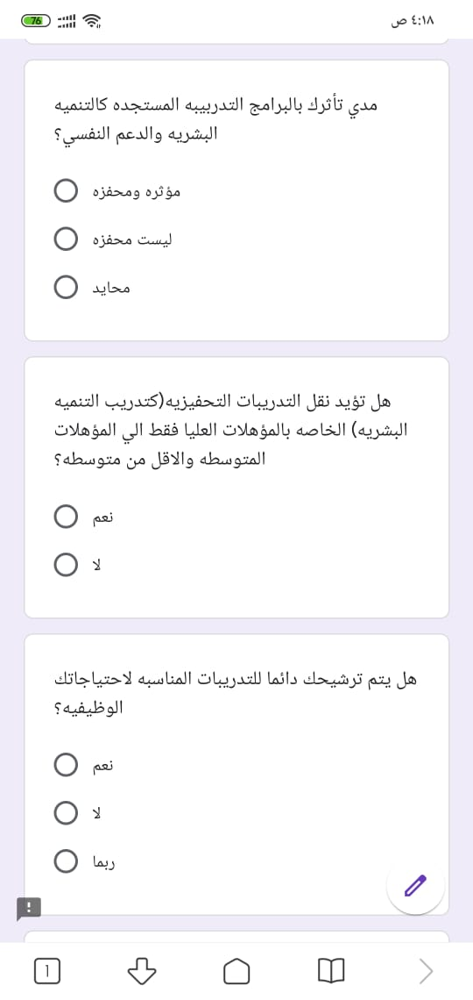 76
٤:١٨ ص
مدي تأثرك بالبرامج التدربيبه المستجده كالتنميه
البشريه والدعم النفسي؟
مؤثره ومحفزه
ليست محفزه
محايد
هل تؤيد نقل التدريبات التحفيزيه(كتدريب التنميه
البشريه) الخاصه بالمؤهلات العليا فقط الي المؤهلات
المتوسطه والاقل من متوسطه؟
نعم
لا
هل يتم ترشيحك دائما للتدريبات المناسبه لاحتياجاتك
الوظيفيه؟
نعم
لا
ربما
1